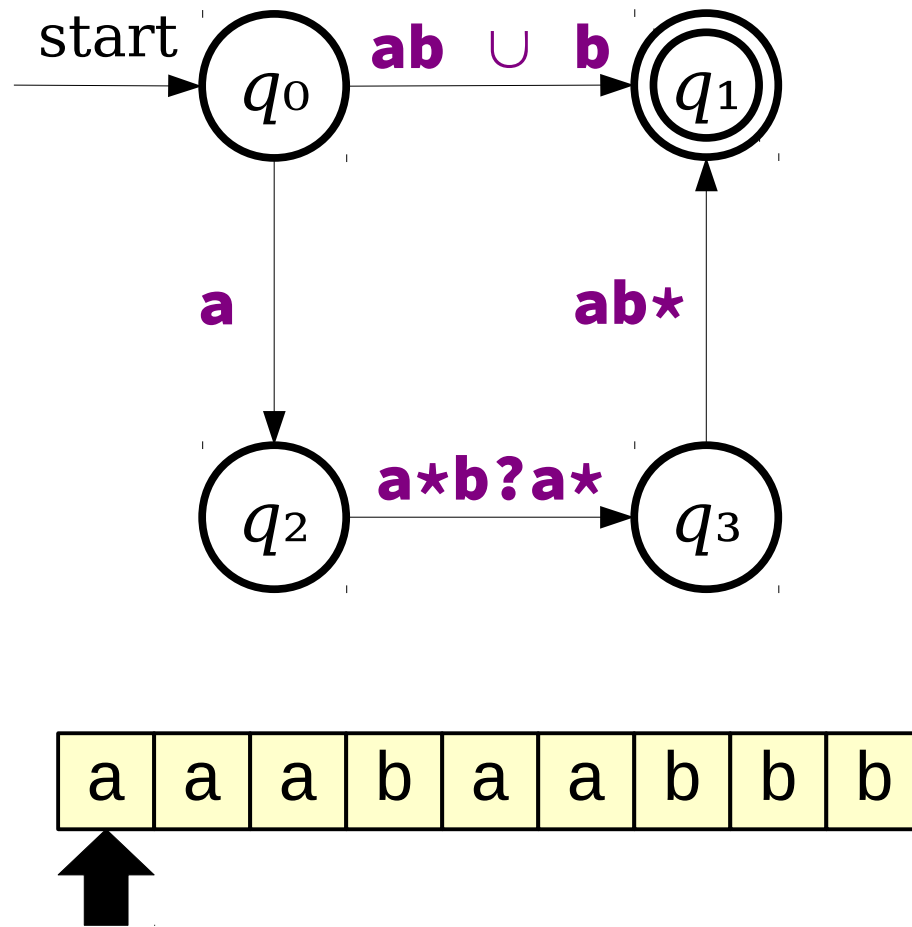 start
q₀
ab ∪ b
q₁
a
ab*
q₂
a*b?a*
q₃
a a a b a a b b b